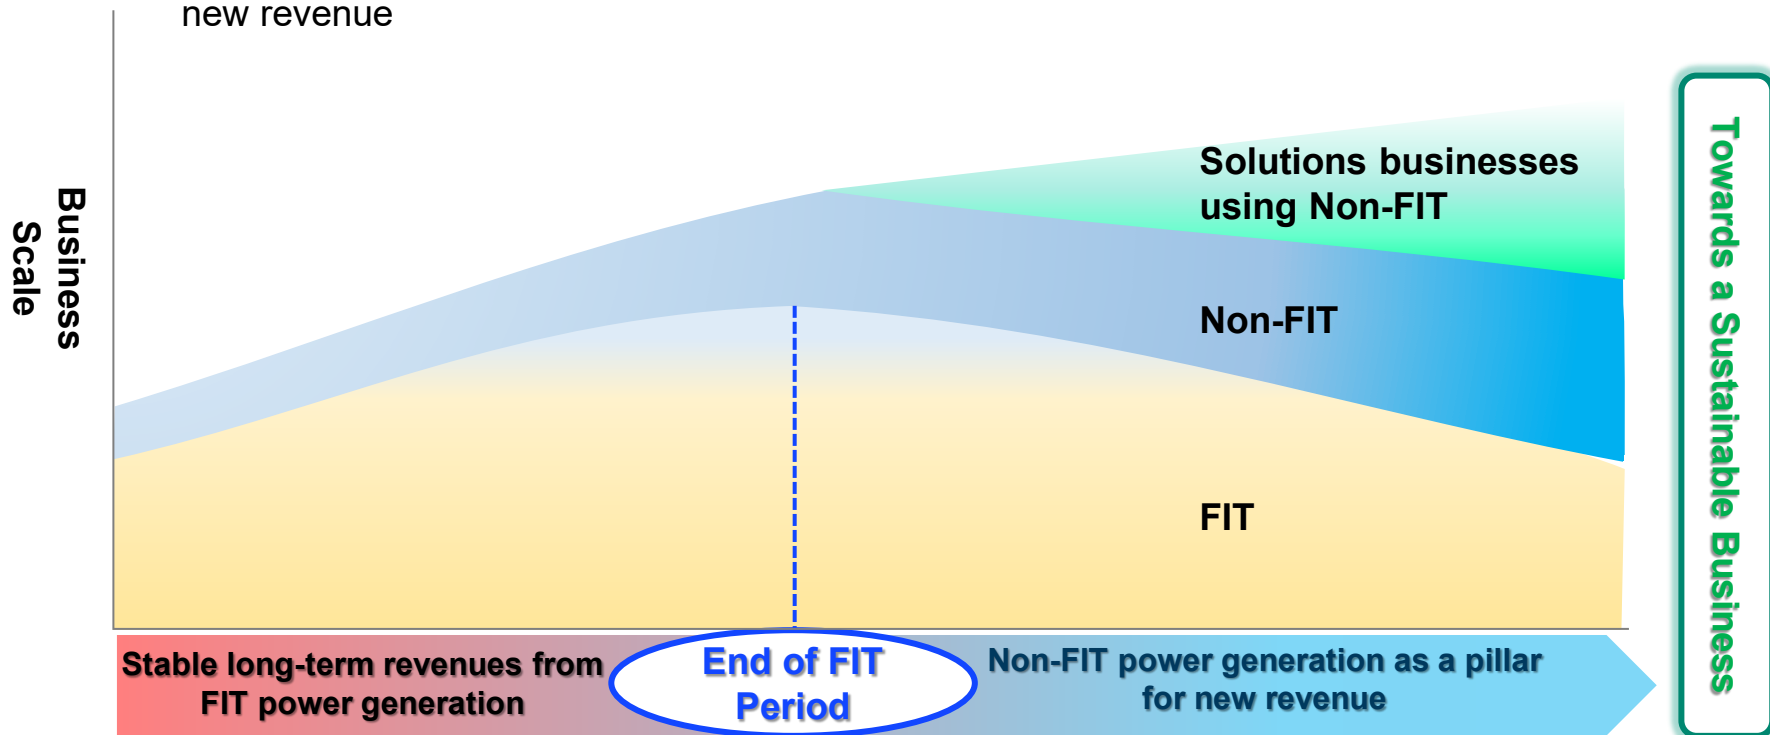 new revenue
Business
Scale
Solutions businesses
using Non-FIT
Non-FIT
FIT
Stable long-term revenues from
FIT power generation
End of FIT
Period
Non-FIT power generation as a pillar
for new revenue
Towards a Sustainable Business